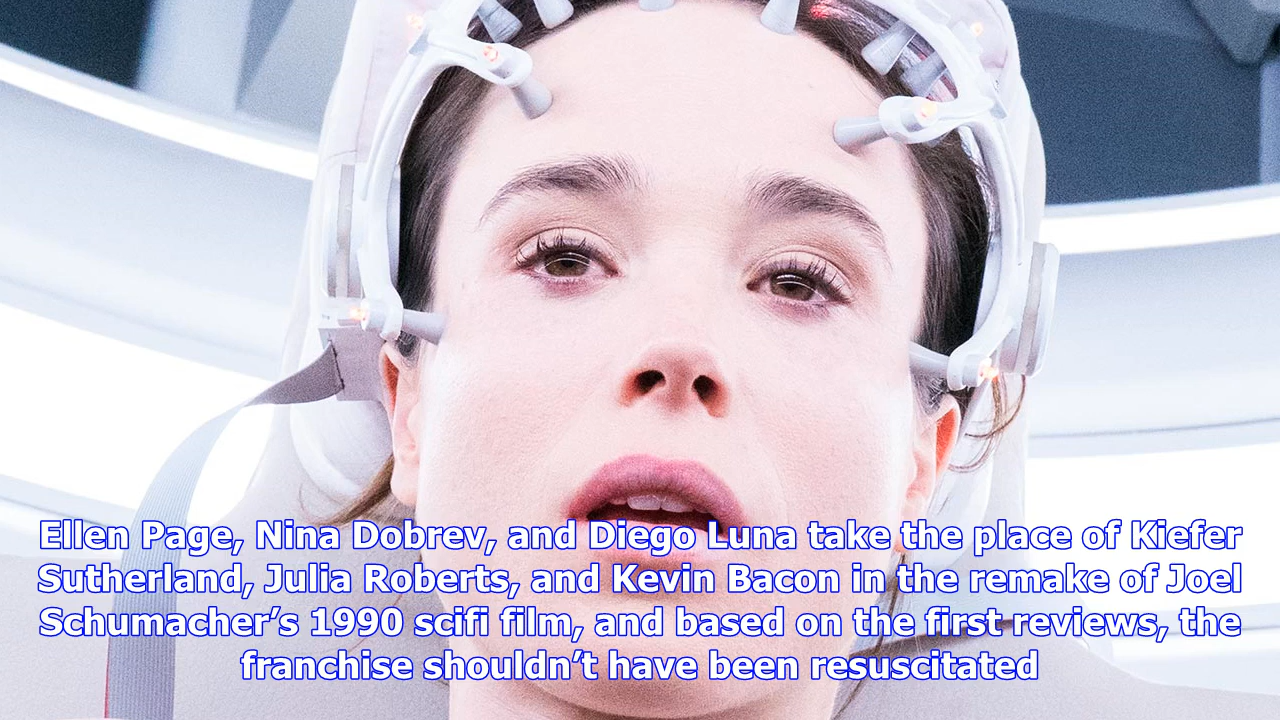 Ellen Page, Nina Dobrev, and Diego Luna take the place of Kiefer
Sutherland, Julia Roberts, and Kevin Bacon in the remake of Joel
Schumacher’s 1990 scifi film, and based on the first reviews, the
franchise shouldn’t have been resuscitated